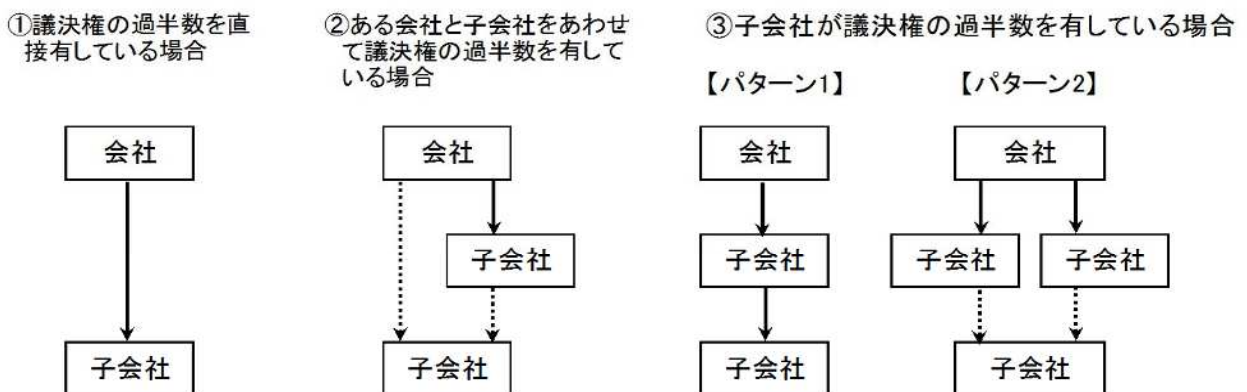 ①議決権の過半数を直
接有している場合
②ある会社と子会社をあわせ
て議決権の過半数を有して
いる場合
③子会社が議決権の過半数を有している場合
【パターン1】
【パターン2】
会社
会社
会社
会社
子会社
子会社
子会社
子会社
子会社
子会社
子会社
子会社